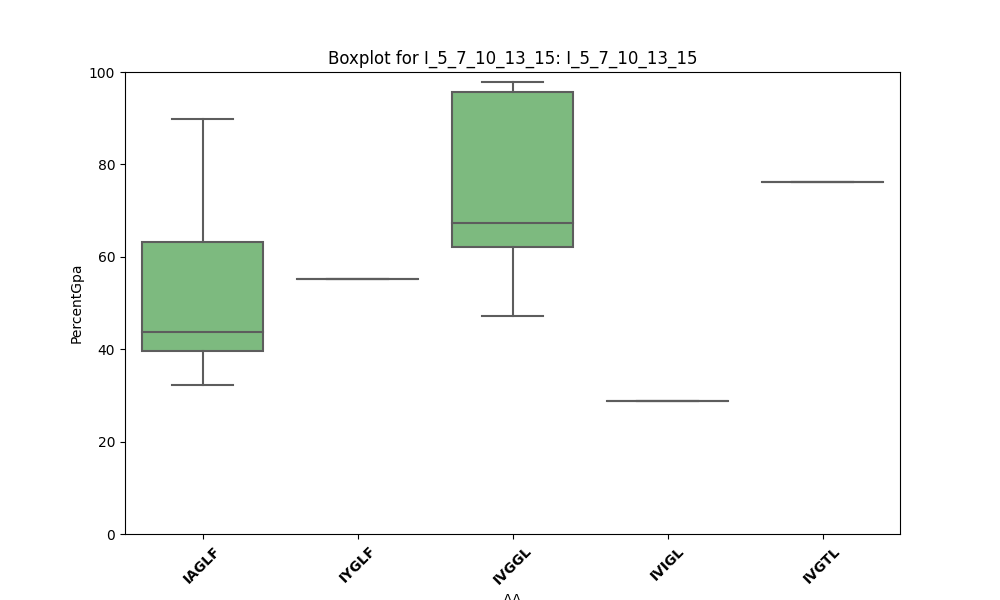 Boxplot for I_5_7_10_13_15: I_5_7_10_13_15
100
80
60
40
20
0
PercentGpa
IAGLF
IYGLF
IVGGL
IVIGL
IVGTL